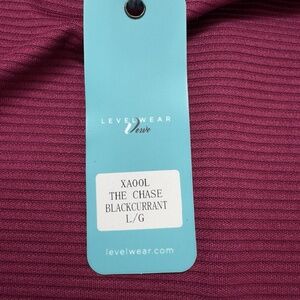 LEVELWEAR
Verve
XA00L
THE CHASE
BLACKCURRANT
L/G
levelwear.com